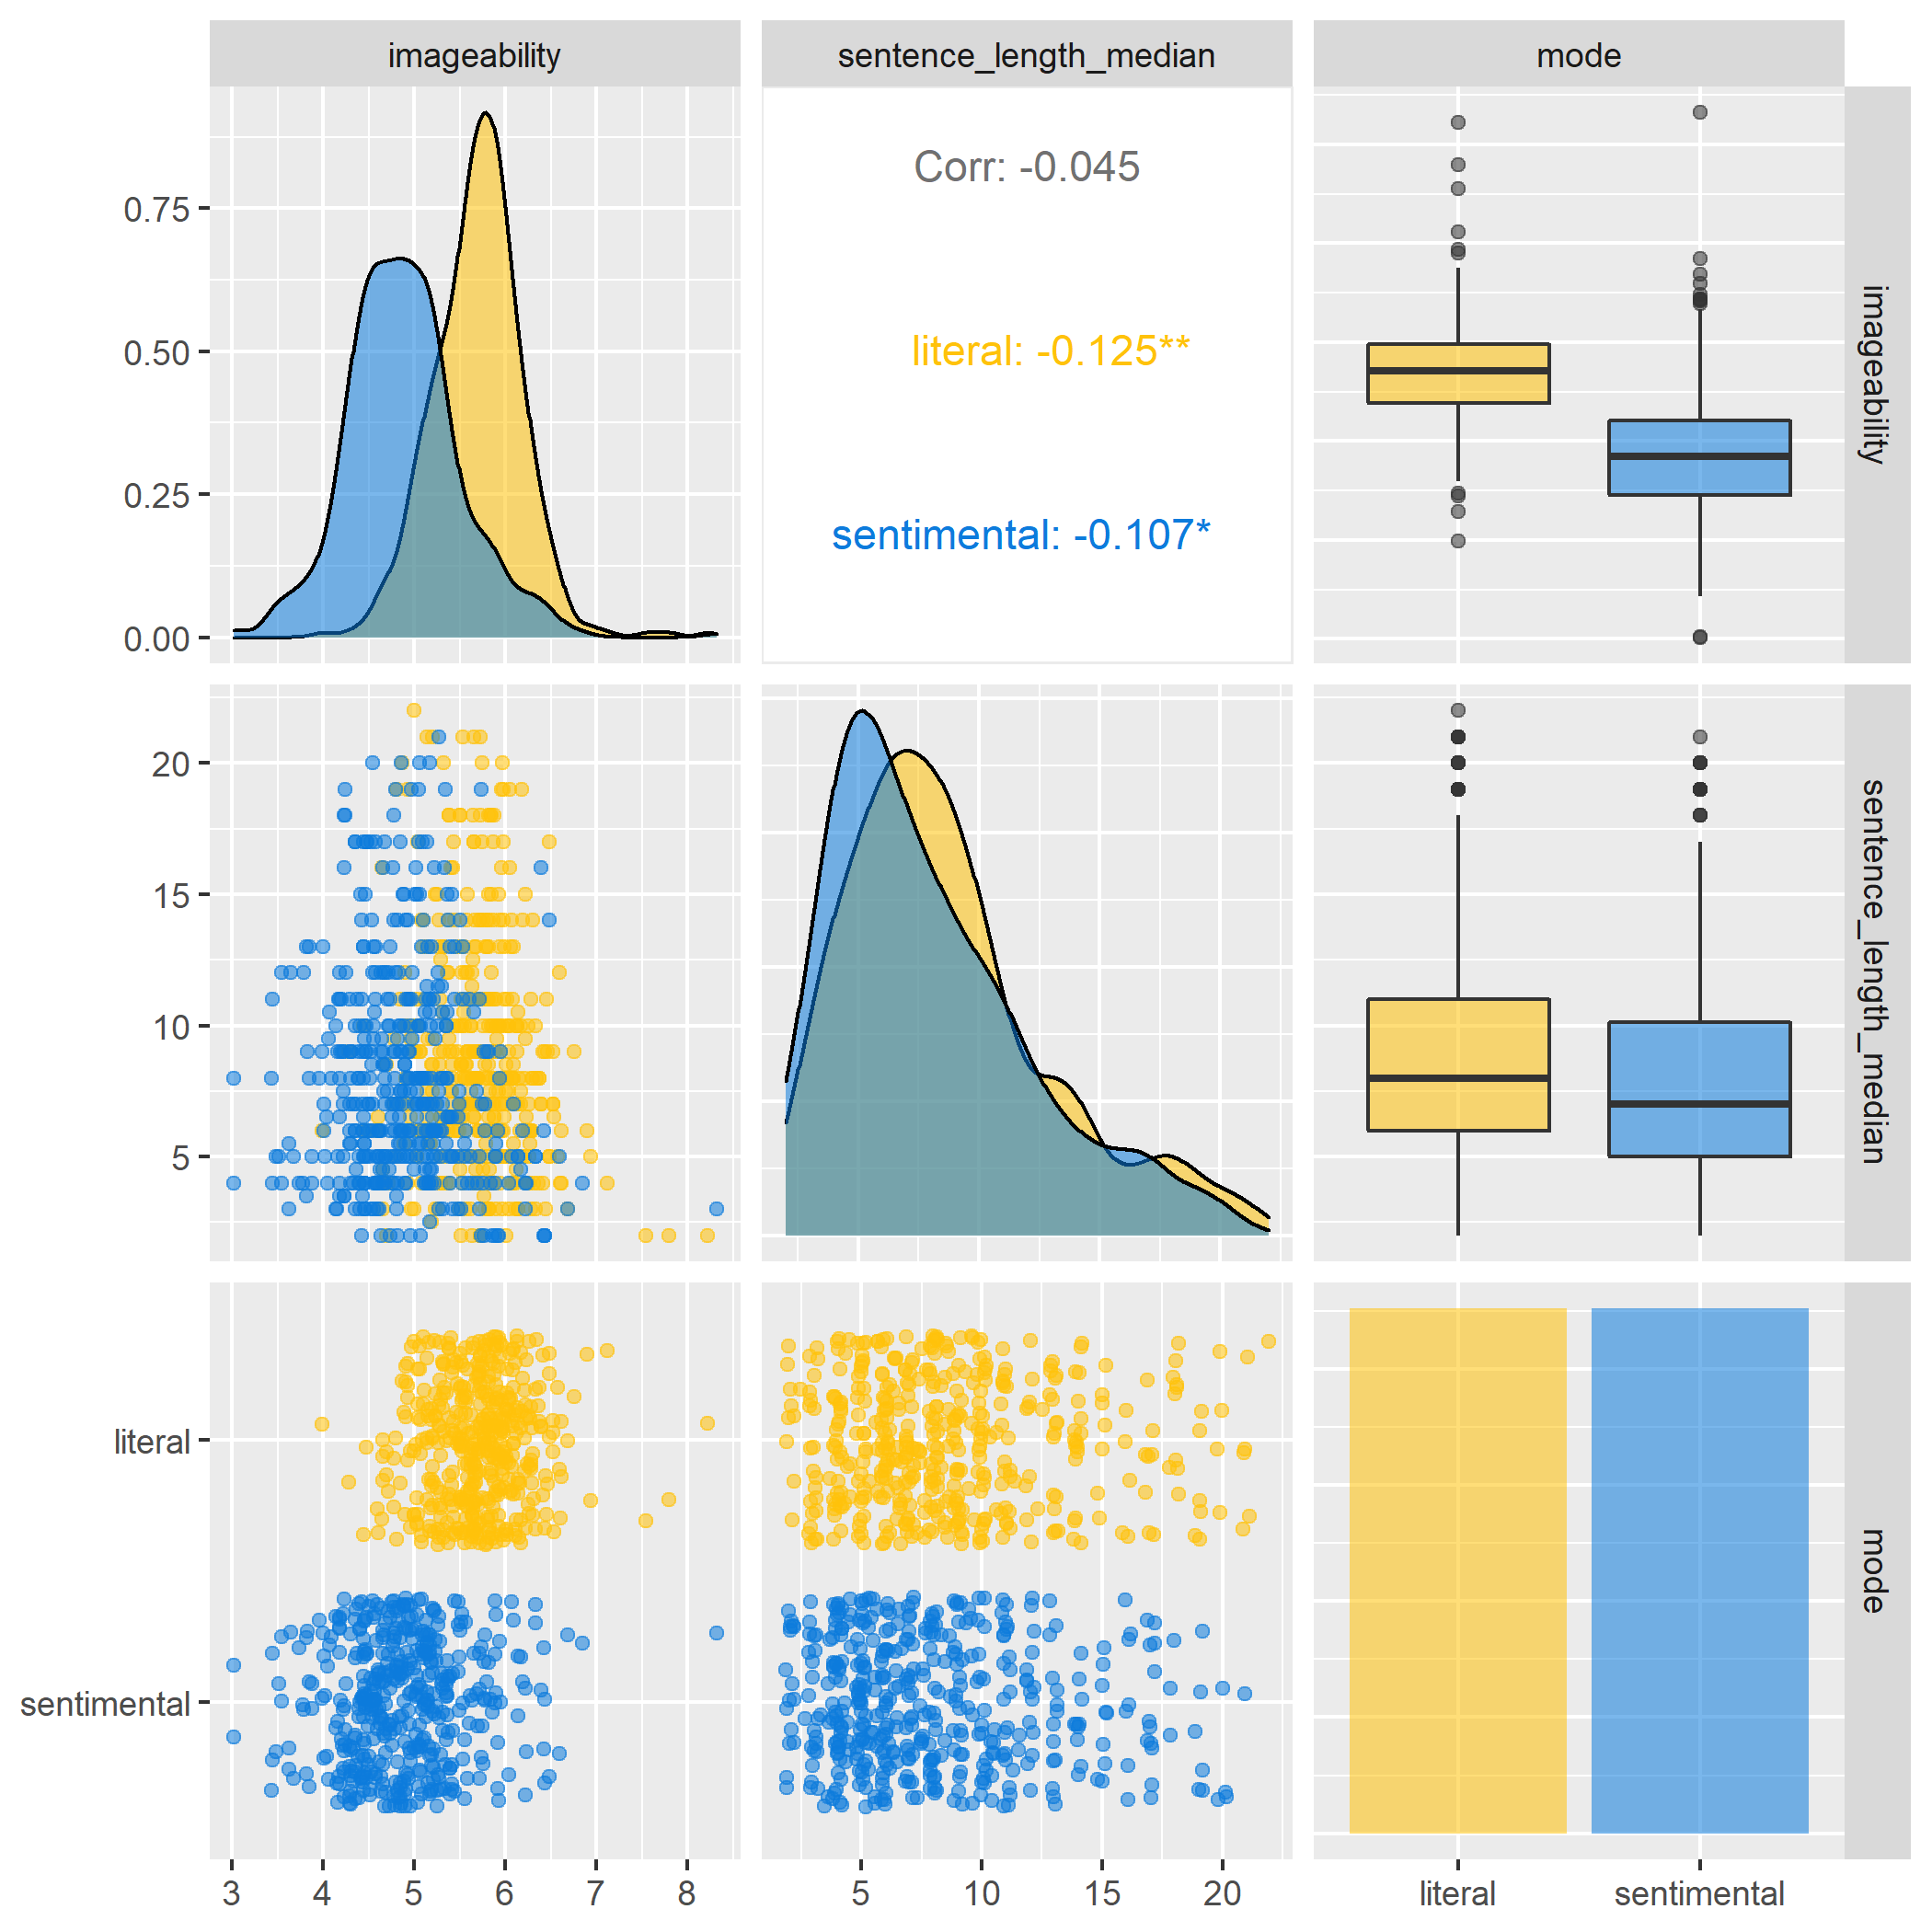 imageability
sentence_length_median
mode
0.75
0.50
0.25
0.00
Corr: -0.045
literal: -0.125**
sentimental: -0.107*
imageability
20
15
10
5
sentence_length_median
literal
sentimental
mode
3 4 5 6 7 8
5 10 15 20
literal sentimental